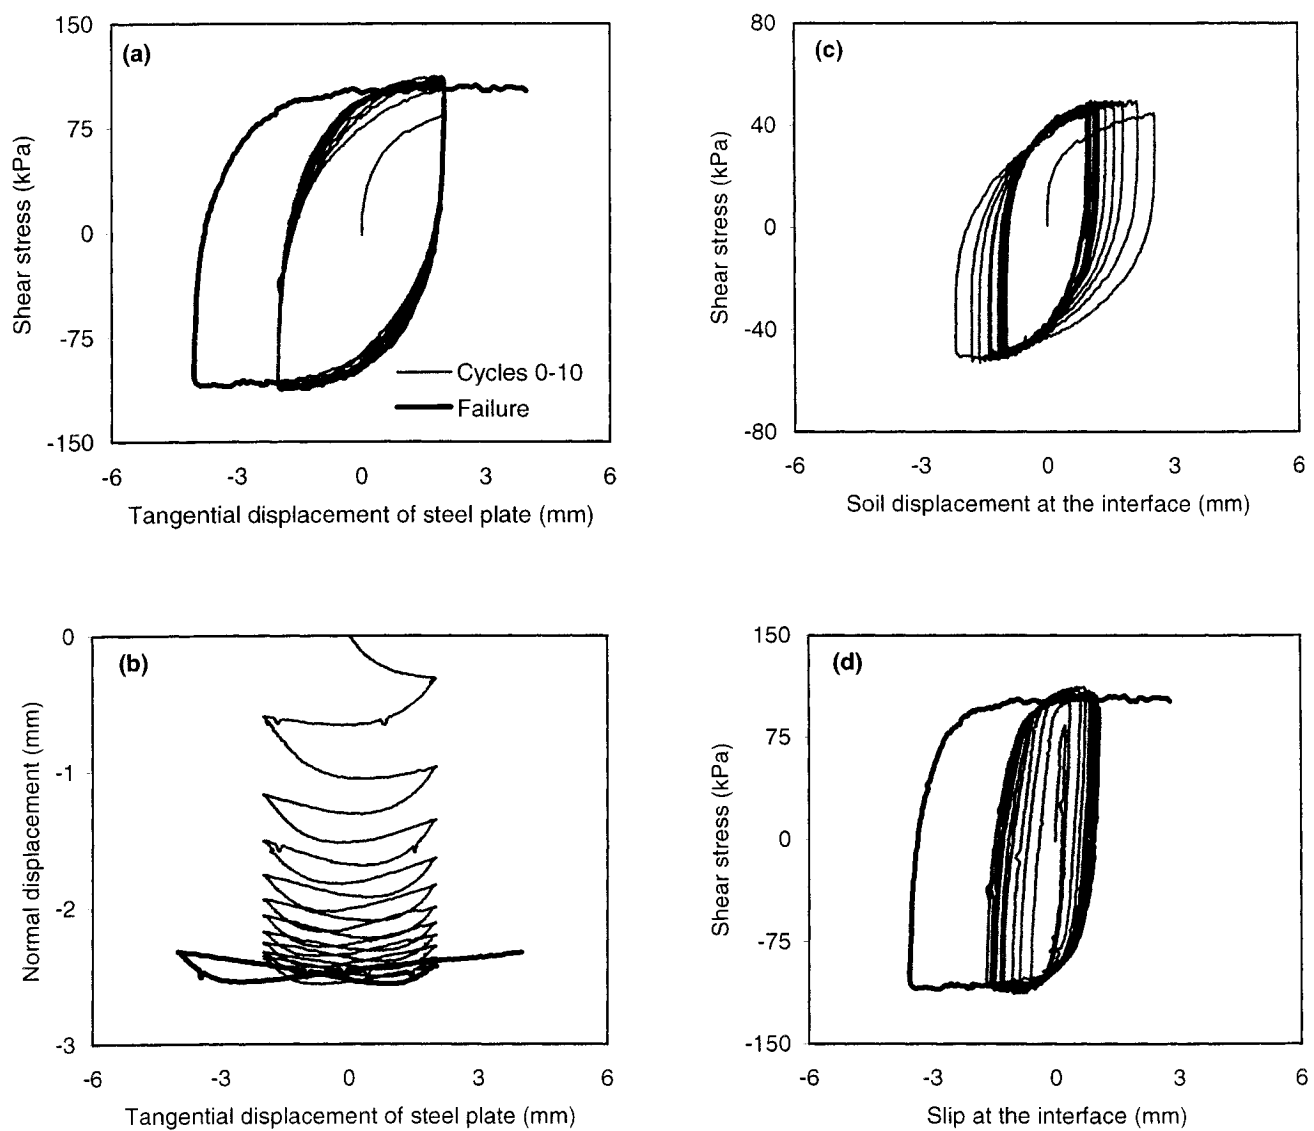 (a)
150
75
0
-75
-150
-6
-3
0
3
6
Shear stress (kPa)
Cycles 0-10
Failure
Tangential displacement of steel plate (mm)
(c)
80
40
0
-40
-80
-6
-3
0
3
6
Shear stress (kPa)
Soil displacement at the interface (mm)
(b)
0
-1
-2
-3
-6
-3
0
3
6
Normal displacement (mm)
Tangential displacement of steel plate (mm)
(d)
150
75
0
-75
-150
-6
-3
0
3
6
Shear stress (kPa)
Slip at the interface (mm)